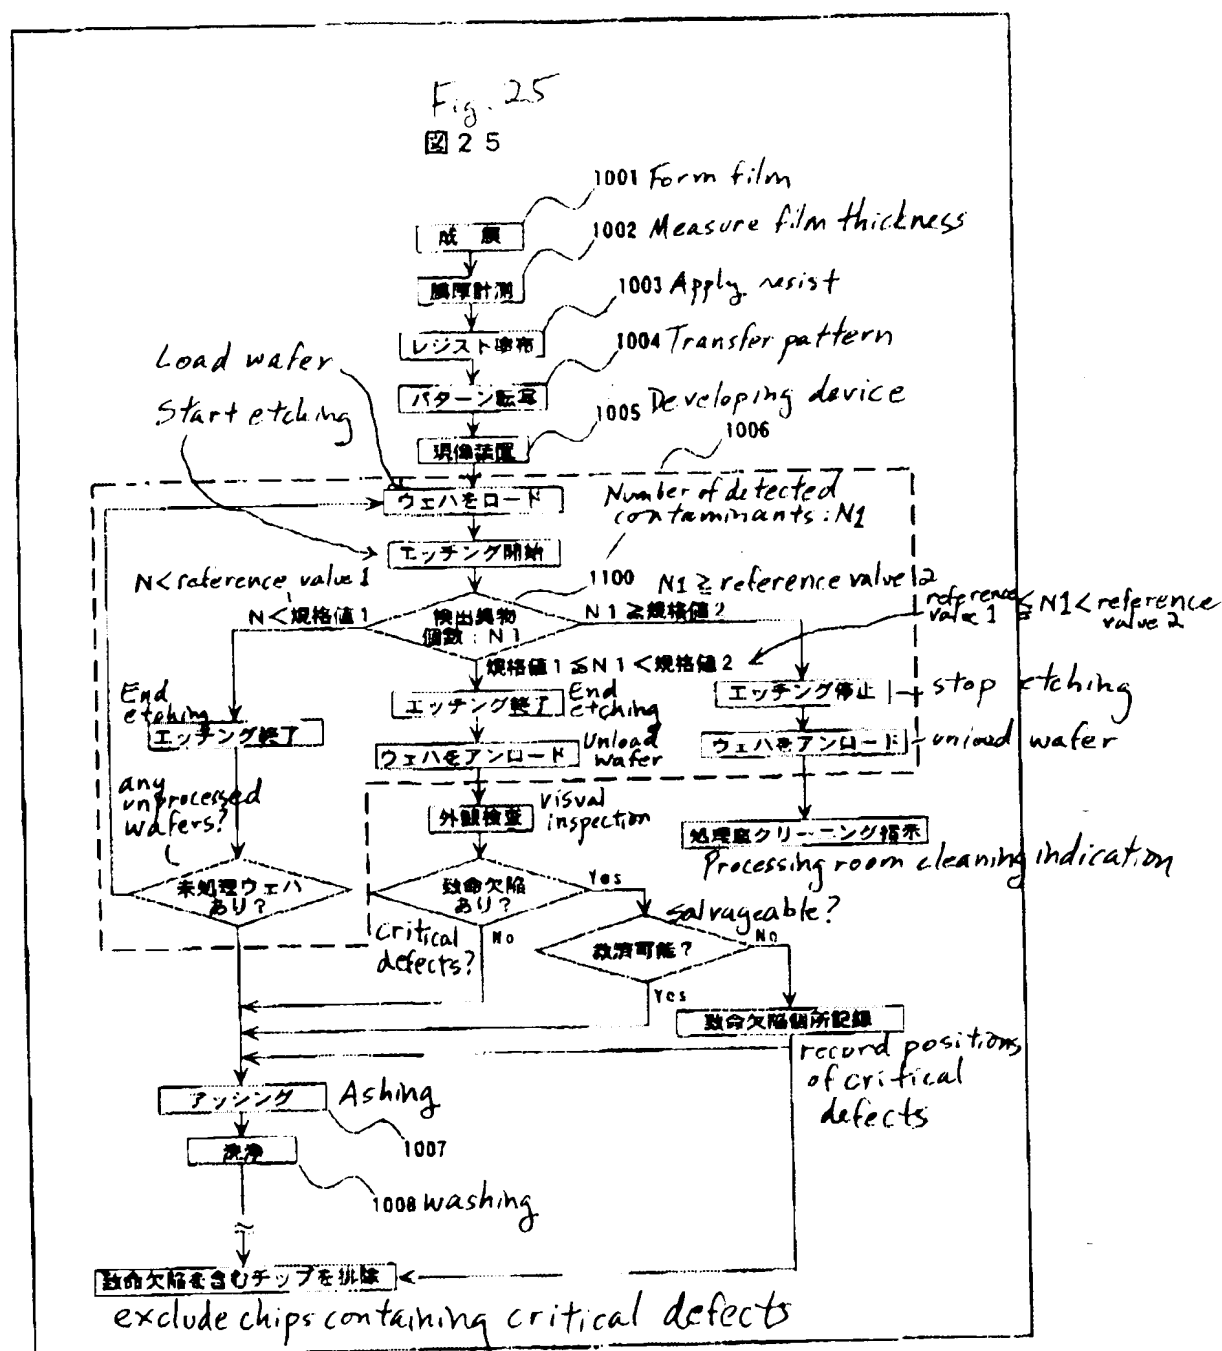 Fig. 25
図25
1001 Form film
成膜
1002 Measure film thickness
膜厚計測
1003 Apply resist
レジスト塗布
1004 Transfer pattern
パターン転写
1005 Developing device
現像装置
1006
Load wafer
Start etching
ウェハをロード
Number of detected
contaminants: N1
エッチング開始
1100
N < reference value 1
N1 ≧ reference value 2
reference
value 1 ≦ N1 < reference
value 2
N<規格値1
検出異物
個数:N1
N1≧規格値2
規格値1≦N1<規格値2
End
etching
エッチング終了
エッチング終了
End
etching
エッチング停止
stop etching
ウェハをアンロード
Unload
wafer
ウェハをアンロード
unload wafer
any
unprocessed
wafers?
外観検査
visual
inspection
処理室クリーニング指示
Processing room cleaning indication
未処理ウェハ
あり?
致命欠陥
あり?
Yes
No
critical
defects?
salvageable?
救済可能?
No
Yes
致命欠陥個所記録
record positions
of critical
defects
アッシング
Ashing
1007
洗浄
1008 washing
致命欠陥を含むチップを排除
exclude chips containing critical defects